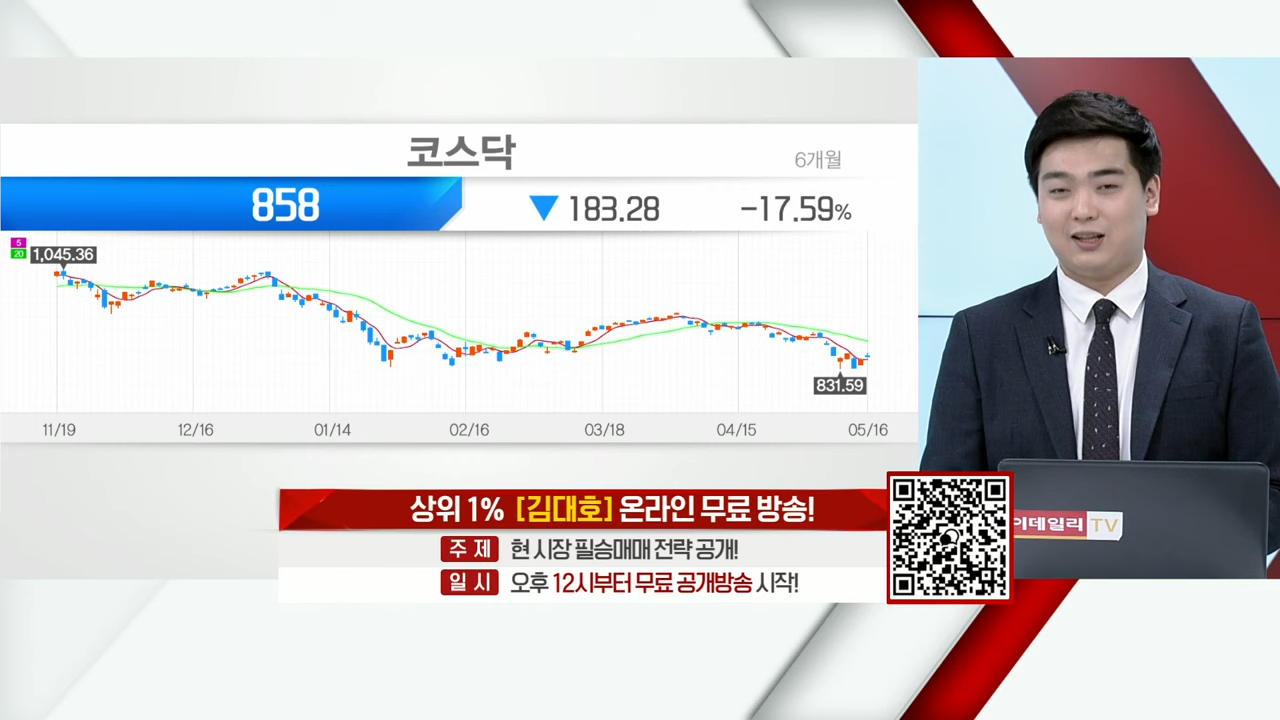 코스닥
6개월
858
▼ 183.28
-17.59%
5
20
1,045.36
831.59
11/19 12/16 01/14 02/16 03/18 04/15 05/16
상위 1% [김대호] 온라인 무료 방송!
주 제 현 시장 필승매매 전략 공개!
일 시 오후 12시부터 무료 공개방송 시작!
이데일리 TV